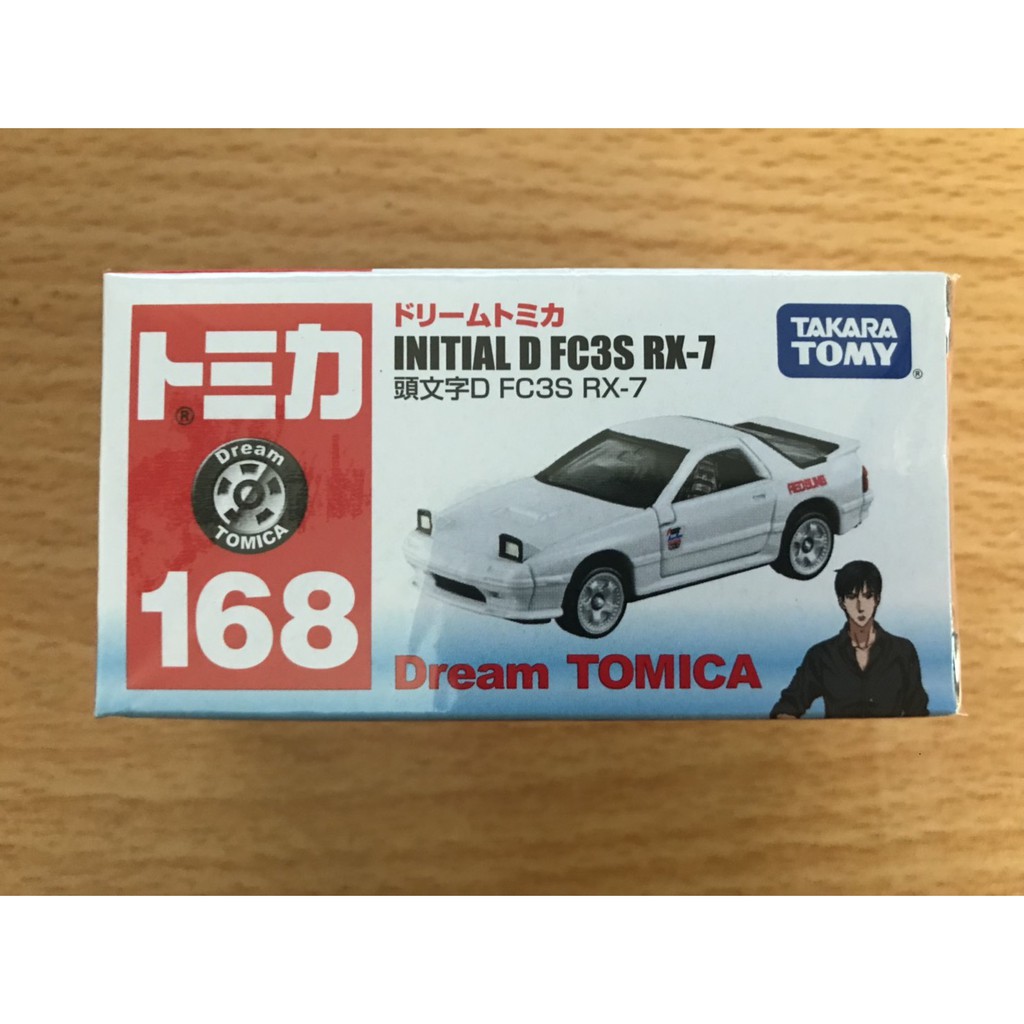 トミカ
®
Dream
TOMICA
168
ドリームトミカ
INITIAL D FC3S RX-7
頭文字D FC3S RX-7
TAKARA
TOMY
®
REDSUNS
Dream TOMICA